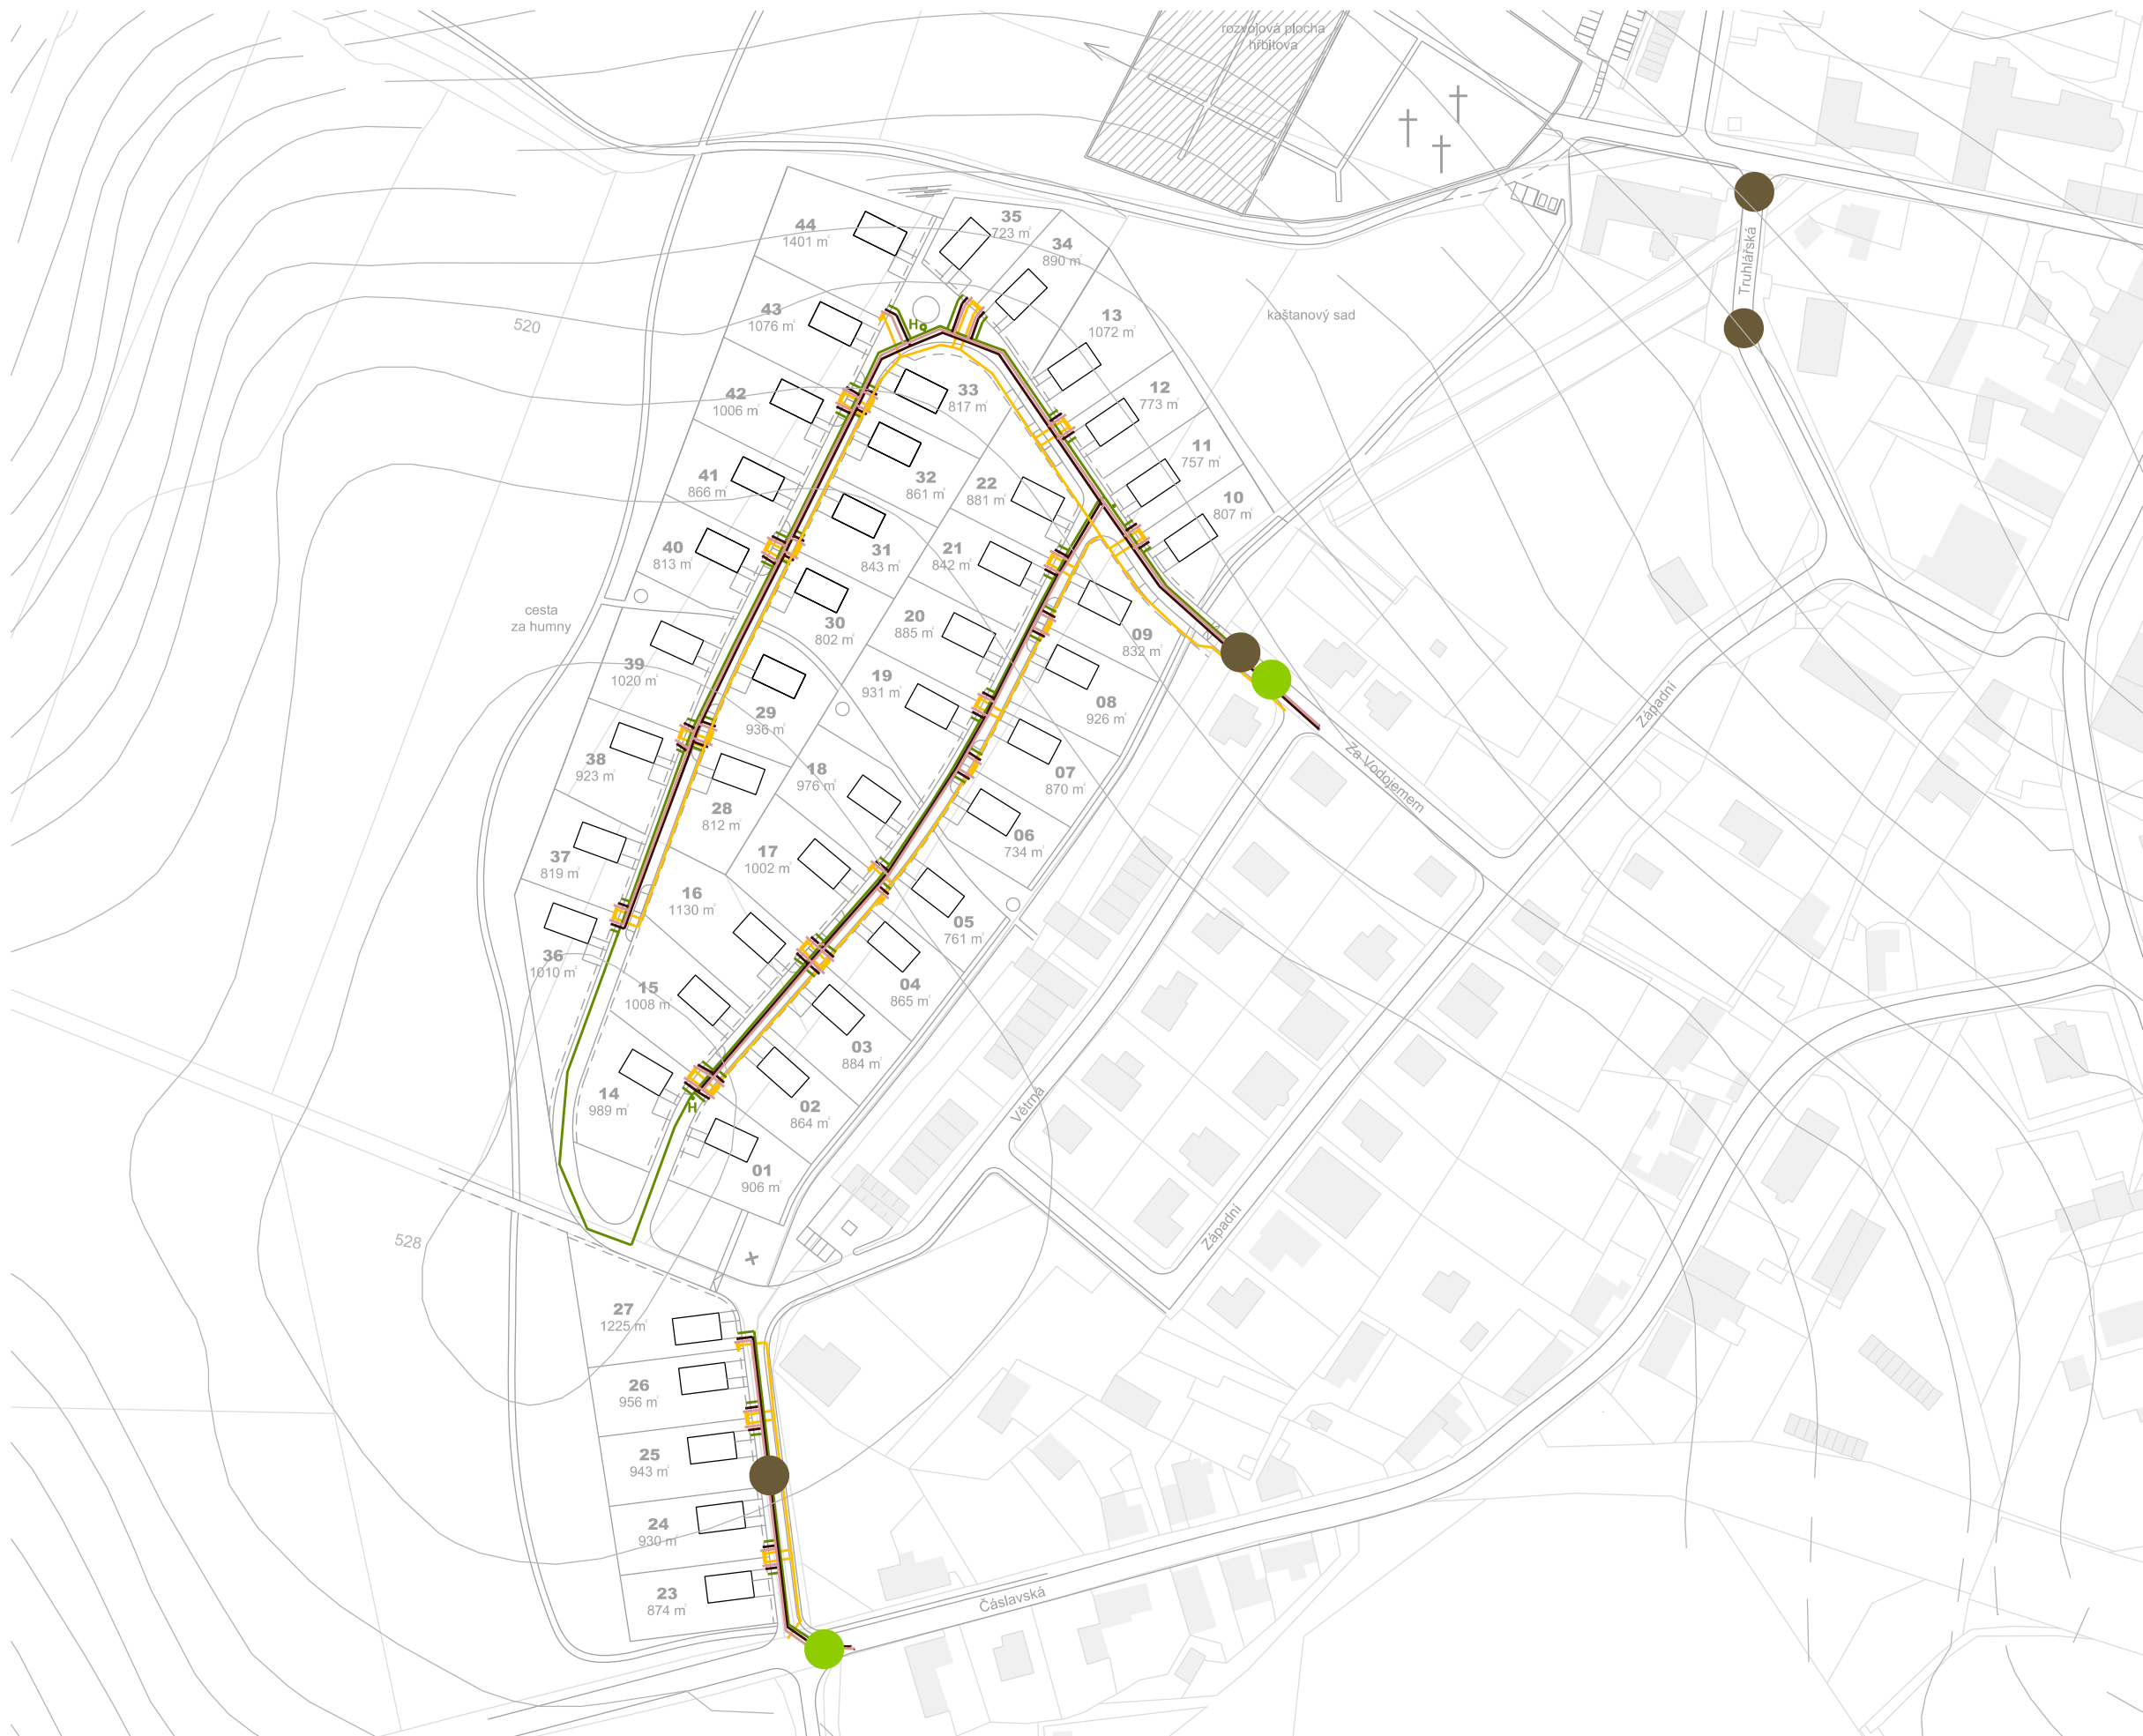 rozvojová plocha
hřbitova
35
723 m²
44
1401 m²
34
890 m²
Truhlářská
43
1076 m²
H
13
1072 m²
kaštanový sad
520
33
817 m²
12
773 m²
42
1006 m²
11
757 m²
41
866 m²
32
861 m²
22
881 m²
10
807 m²
40
813 m²
31
843 m²
21
842 m²
cesta
za humny
30
802 m²
20
885 m²
09
832 m²
39
1020 m²
19
931 m²
29
936 m²
08
926 m²
Západní
38
923 m²
18
976 m²
07
870 m²
Za Vodojemem
28
812 m²
06
734 m²
37
819 m²
17
1002 m²
16
1130 m²
05
761 m²
36
1010 m²
15
1008 m²
04
865 m²
03
884 m²
14
989 m²
H
02
864 m²
Větrná
01
906 m²
528
Západní
27
1225 m²
26
956 m²
25
943 m²
24
930 m²
23
874 m²
Čáslavská